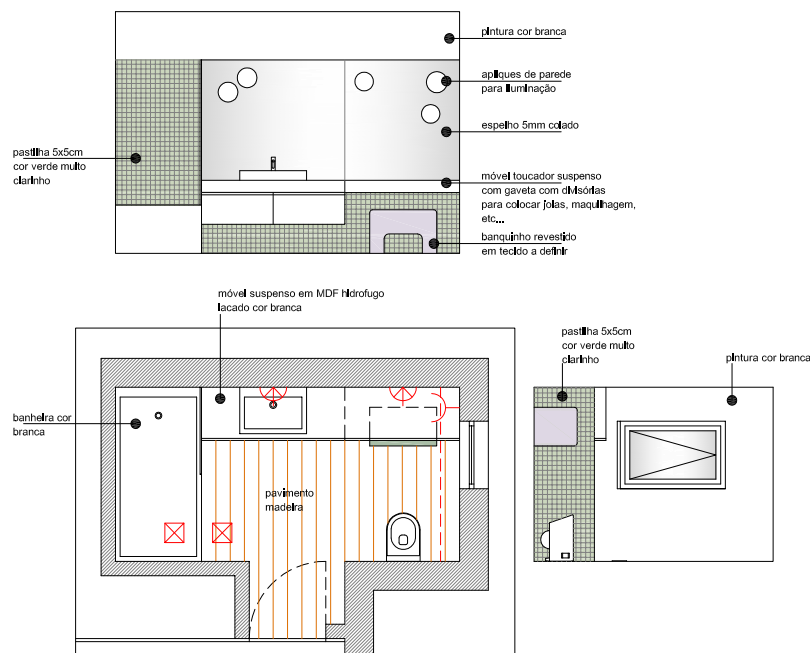 pintura cor branca
apliques de parede
para iluminação
espelho 5mm colado
pastilha 5x5cm
cor verde muito
clarinho
móvel toucador suspenso
com gaveta com divisórias
para colocar joias, maquilhagem,
etc...
banquinho revestido
em tecido a definir
móvel suspenso em MDF hidrofugo
lacado cor branca
pastilha 5x5cm
cor verde muito
clarinho
pintura cor branca
banheira cor
branca
pavimento
madeira